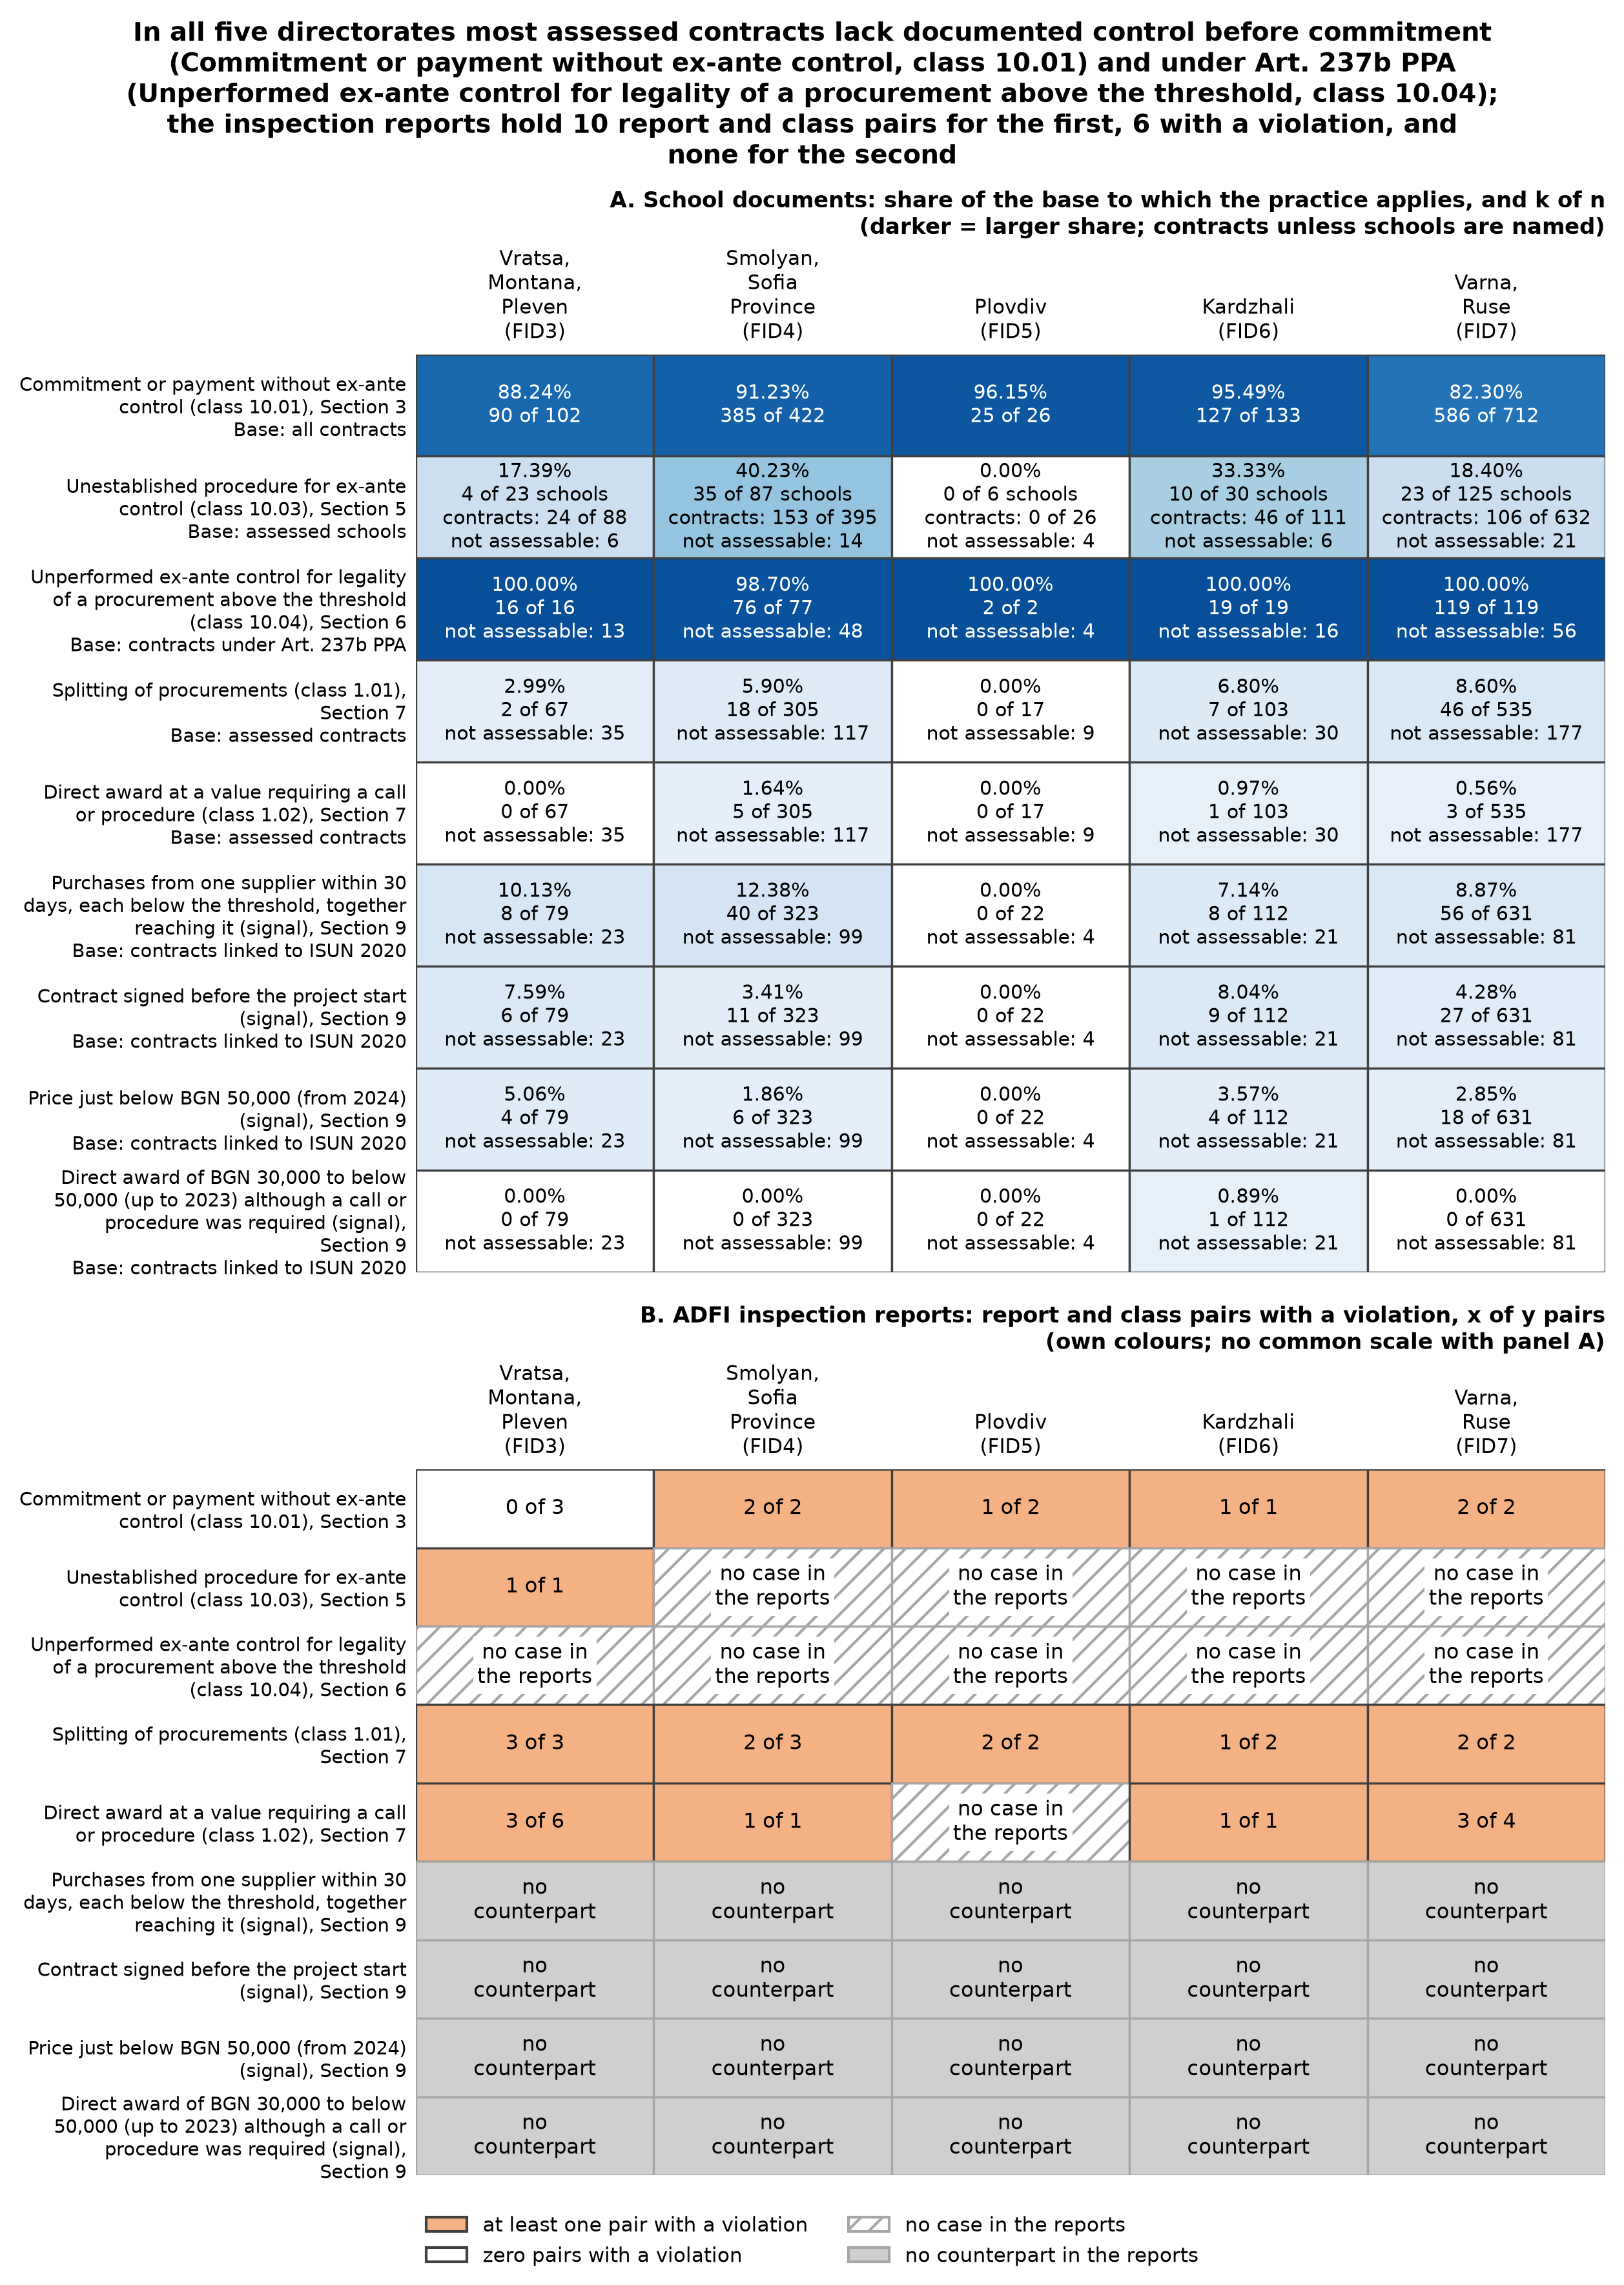 In all five directorates most assessed contracts lack documented control before commitment
(Commitment or payment without ex-ante control, class 10.01) and under Art. 237b PPA
(Unperformed ex-ante control for legality of a procurement above the threshold, class 10.04);
the inspection reports hold 10 report and class pairs for the first, 6 with a violation, and
none for the second
A. School documents: share of the base to which the practice applies, and k of n
(darker = larger share; contracts unless schools are named)
Vratsa,
Montana,
Pleven
(FID3)
Smolyan,
Sofia
Province
(FID4)
Plovdiv
(FID5)
Kardzhali
(FID6)
Varna,
Ruse
(FID7)
Commitment or payment without ex-ante
control (class 10.01), Section 3
Base: all contracts
88.24%
90 of 102
91.23%
385 of 422
96.15%
25 of 26
95.49%
127 of 133
82.30%
586 of 712
Unestablished procedure for ex-ante
control (class 10.03), Section 5
Base: assessed schools
17.39%
4 of 23 schools
contracts: 24 of 88
not assessable: 6
40.23%
35 of 87 schools
contracts: 153 of 395
not assessable: 14
0.00%
0 of 6 schools
contracts: 0 of 26
not assessable: 4
33.33%
10 of 30 schools
contracts: 46 of 111
not assessable: 6
18.40%
23 of 125 schools
contracts: 106 of 632
not assessable: 21
Unperformed ex-ante control for legality
of a procurement above the threshold
(class 10.04), Section 6
Base: contracts under Art. 237b PPA
100.00%
16 of 16
not assessable: 13
98.70%
76 of 77
not assessable: 48
100.00%
2 of 2
not assessable: 4
100.00%
19 of 19
not assessable: 16
100.00%
119 of 119
not assessable: 56
Splitting of procurements (class 1.01),
Section 7
Base: assessed contracts
2.99%
2 of 67
not assessable: 35
5.90%
18 of 305
not assessable: 117
0.00%
0 of 17
not assessable: 9
6.80%
7 of 103
not assessable: 30
8.60%
46 of 535
not assessable: 177
Direct award at a value requiring a call
or procedure (class 1.02), Section 7
Base: assessed contracts
0.00%
0 of 67
not assessable: 35
1.64%
5 of 305
not assessable: 117
0.00%
0 of 17
not assessable: 9
0.97%
1 of 103
not assessable: 30
0.56%
3 of 535
not assessable: 177
Purchases from one supplier within 30
days, each below the threshold, together
reaching it (signal), Section 9
Base: contracts linked to ISUN 2020
10.13%
8 of 79
not assessable: 23
12.38%
40 of 323
not assessable: 99
0.00%
0 of 22
not assessable: 4
7.14%
8 of 112
not assessable: 21
8.87%
56 of 631
not assessable: 81
Contract signed before the project start
(signal), Section 9
Base: contracts linked to ISUN 2020
7.59%
6 of 79
not assessable: 23
3.41%
11 of 323
not assessable: 99
0.00%
0 of 22
not assessable: 4
8.04%
9 of 112
not assessable: 21
4.28%
27 of 631
not assessable: 81
Price just below BGN 50,000 (from 2024)
(signal), Section 9
Base: contracts linked to ISUN 2020
5.06%
4 of 79
not assessable: 23
1.86%
6 of 323
not assessable: 99
0.00%
0 of 22
not assessable: 4
3.57%
4 of 112
not assessable: 21
2.85%
18 of 631
not assessable: 81
Direct award of BGN 30,000 to below
50,000 (up to 2023) although a call or
procedure was required (signal),
Section 9
Base: contracts linked to ISUN 2020
0.00%
0 of 79
not assessable: 23
0.00%
0 of 323
not assessable: 99
0.00%
0 of 22
not assessable: 4
0.89%
1 of 112
not assessable: 21
0.00%
0 of 631
not assessable: 81
B. ADFI inspection reports: report and class pairs with a violation, x of y pairs
(own colours; no common scale with panel A)
Vratsa,
Montana,
Pleven
(FID3)
Smolyan,
Sofia
Province
(FID4)
Plovdiv
(FID5)
Kardzhali
(FID6)
Varna,
Ruse
(FID7)
Commitment or payment without ex-ante
control (class 10.01), Section 3
0 of 3
2 of 2
1 of 2
1 of 1
2 of 2
Unestablished procedure for ex-ante
control (class 10.03), Section 5
1 of 1
no case in
the reports
no case in
the reports
no case in
the reports
no case in
the reports
Unperformed ex-ante control for legality
of a procurement above the threshold
(class 10.04), Section 6
no case in
the reports
no case in
the reports
no case in
the reports
no case in
the reports
no case in
the reports
Splitting of procurements (class 1.01),
Section 7
3 of 3
2 of 3
2 of 2
1 of 2
2 of 2
Direct award at a value requiring a call
or procedure (class 1.02), Section 7
3 of 6
1 of 1
no case in
the reports
1 of 1
3 of 4
Purchases from one supplier within 30
days, each below the threshold, together
reaching it (signal), Section 9
no
counterpart
no
counterpart
no
counterpart
no
counterpart
no
counterpart
Contract signed before the project start
(signal), Section 9
no
counterpart
no
counterpart
no
counterpart
no
counterpart
no
counterpart
Price just below BGN 50,000 (from 2024)
(signal), Section 9
no
counterpart
no
counterpart
no
counterpart
no
counterpart
no
counterpart
Direct award of BGN 30,000 to below
50,000 (up to 2023) although a call or
procedure was required (signal),
Section 9
no
counterpart
no
counterpart
no
counterpart
no
counterpart
no
counterpart
at least one pair with a violation
zero pairs with a violation
no case in the reports
no counterpart in the reports